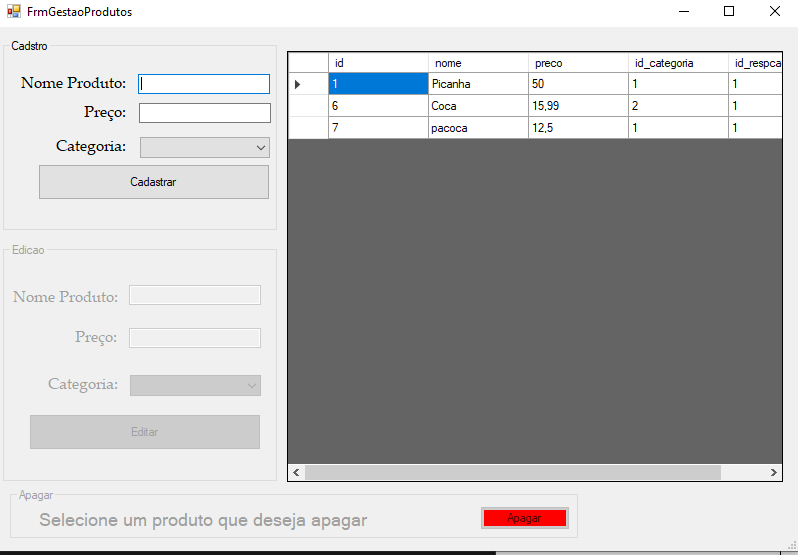 FrmGestaoProdutos
Cadstro
Nome Produto:
Preço:
Categoria:
Cadastrar
id nome preco id_categoria id_respca
1 Picanha 50 1 1
6 Coca 15,99 2 1
7 pacoca 12,5 1 1
Edicao
Nome Produto:
Preço:
Categoria:
Editar
Apagar
Selecione um produto que deseja apagar
Apagar